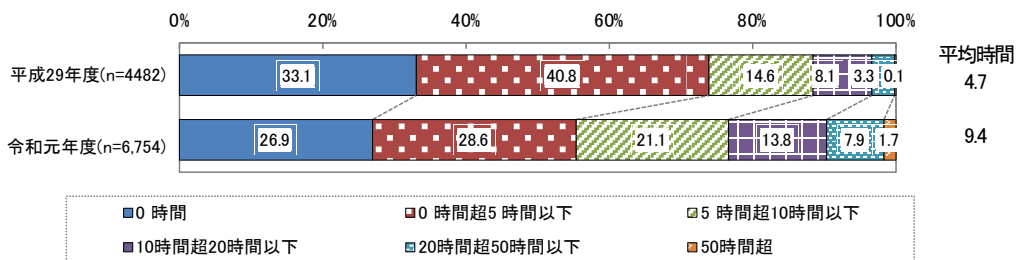 0% 20% 40% 60% 80% 100%
平均時間
平成29年度(n=4482) 33.1 40.8 14.6 8.1 3.3 0.1 4.7
令和元年度(n=6,754) 26.9 28.6 21.1 13.8 7.9 1.7 9.4
0 時間 0 時間超5 時間以下 5 時間超10時間以下
10時間超20時間以下 20時間超50時間以下 50時間超